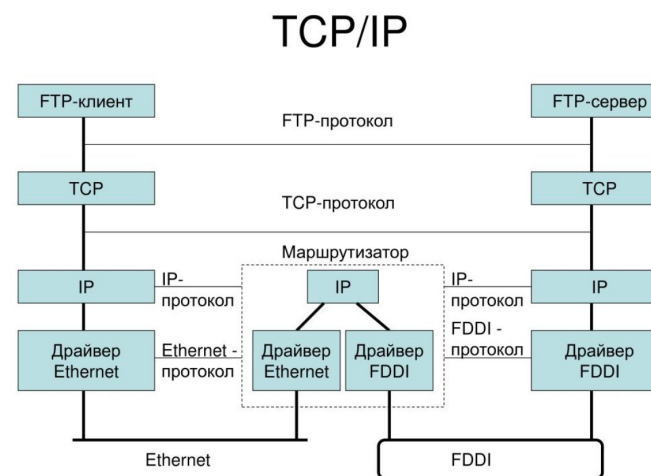 TCP/IP
FTP-клиент
FTP-сервер
FTP-протокол
TCP
TCP
TCP-протокол
Маршрутизатор
IP
IP-
протокол
IP
IP-
протокол
IP
Драйвер
Ethernet
Ethernet -
протокол
Драйвер
Ethernet
Драйвер
FDDI
FDDI -
протокол
Драйвер
FDDI
Ethernet
FDDI